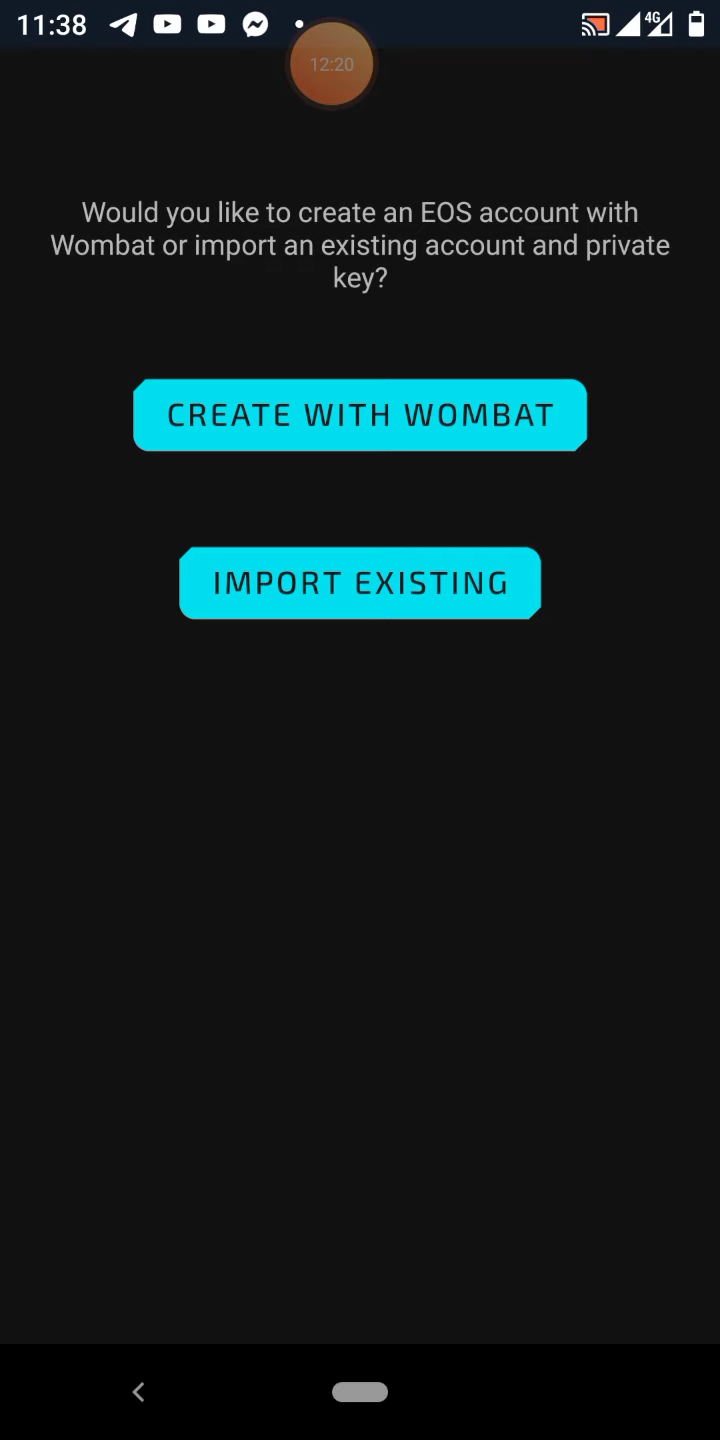 11:38
4G
12:20
Would you like to create an EOS account with
Wombat or import an existing account and private
key?
CREATE WITH WOMBAT
IMPORT EXISTING